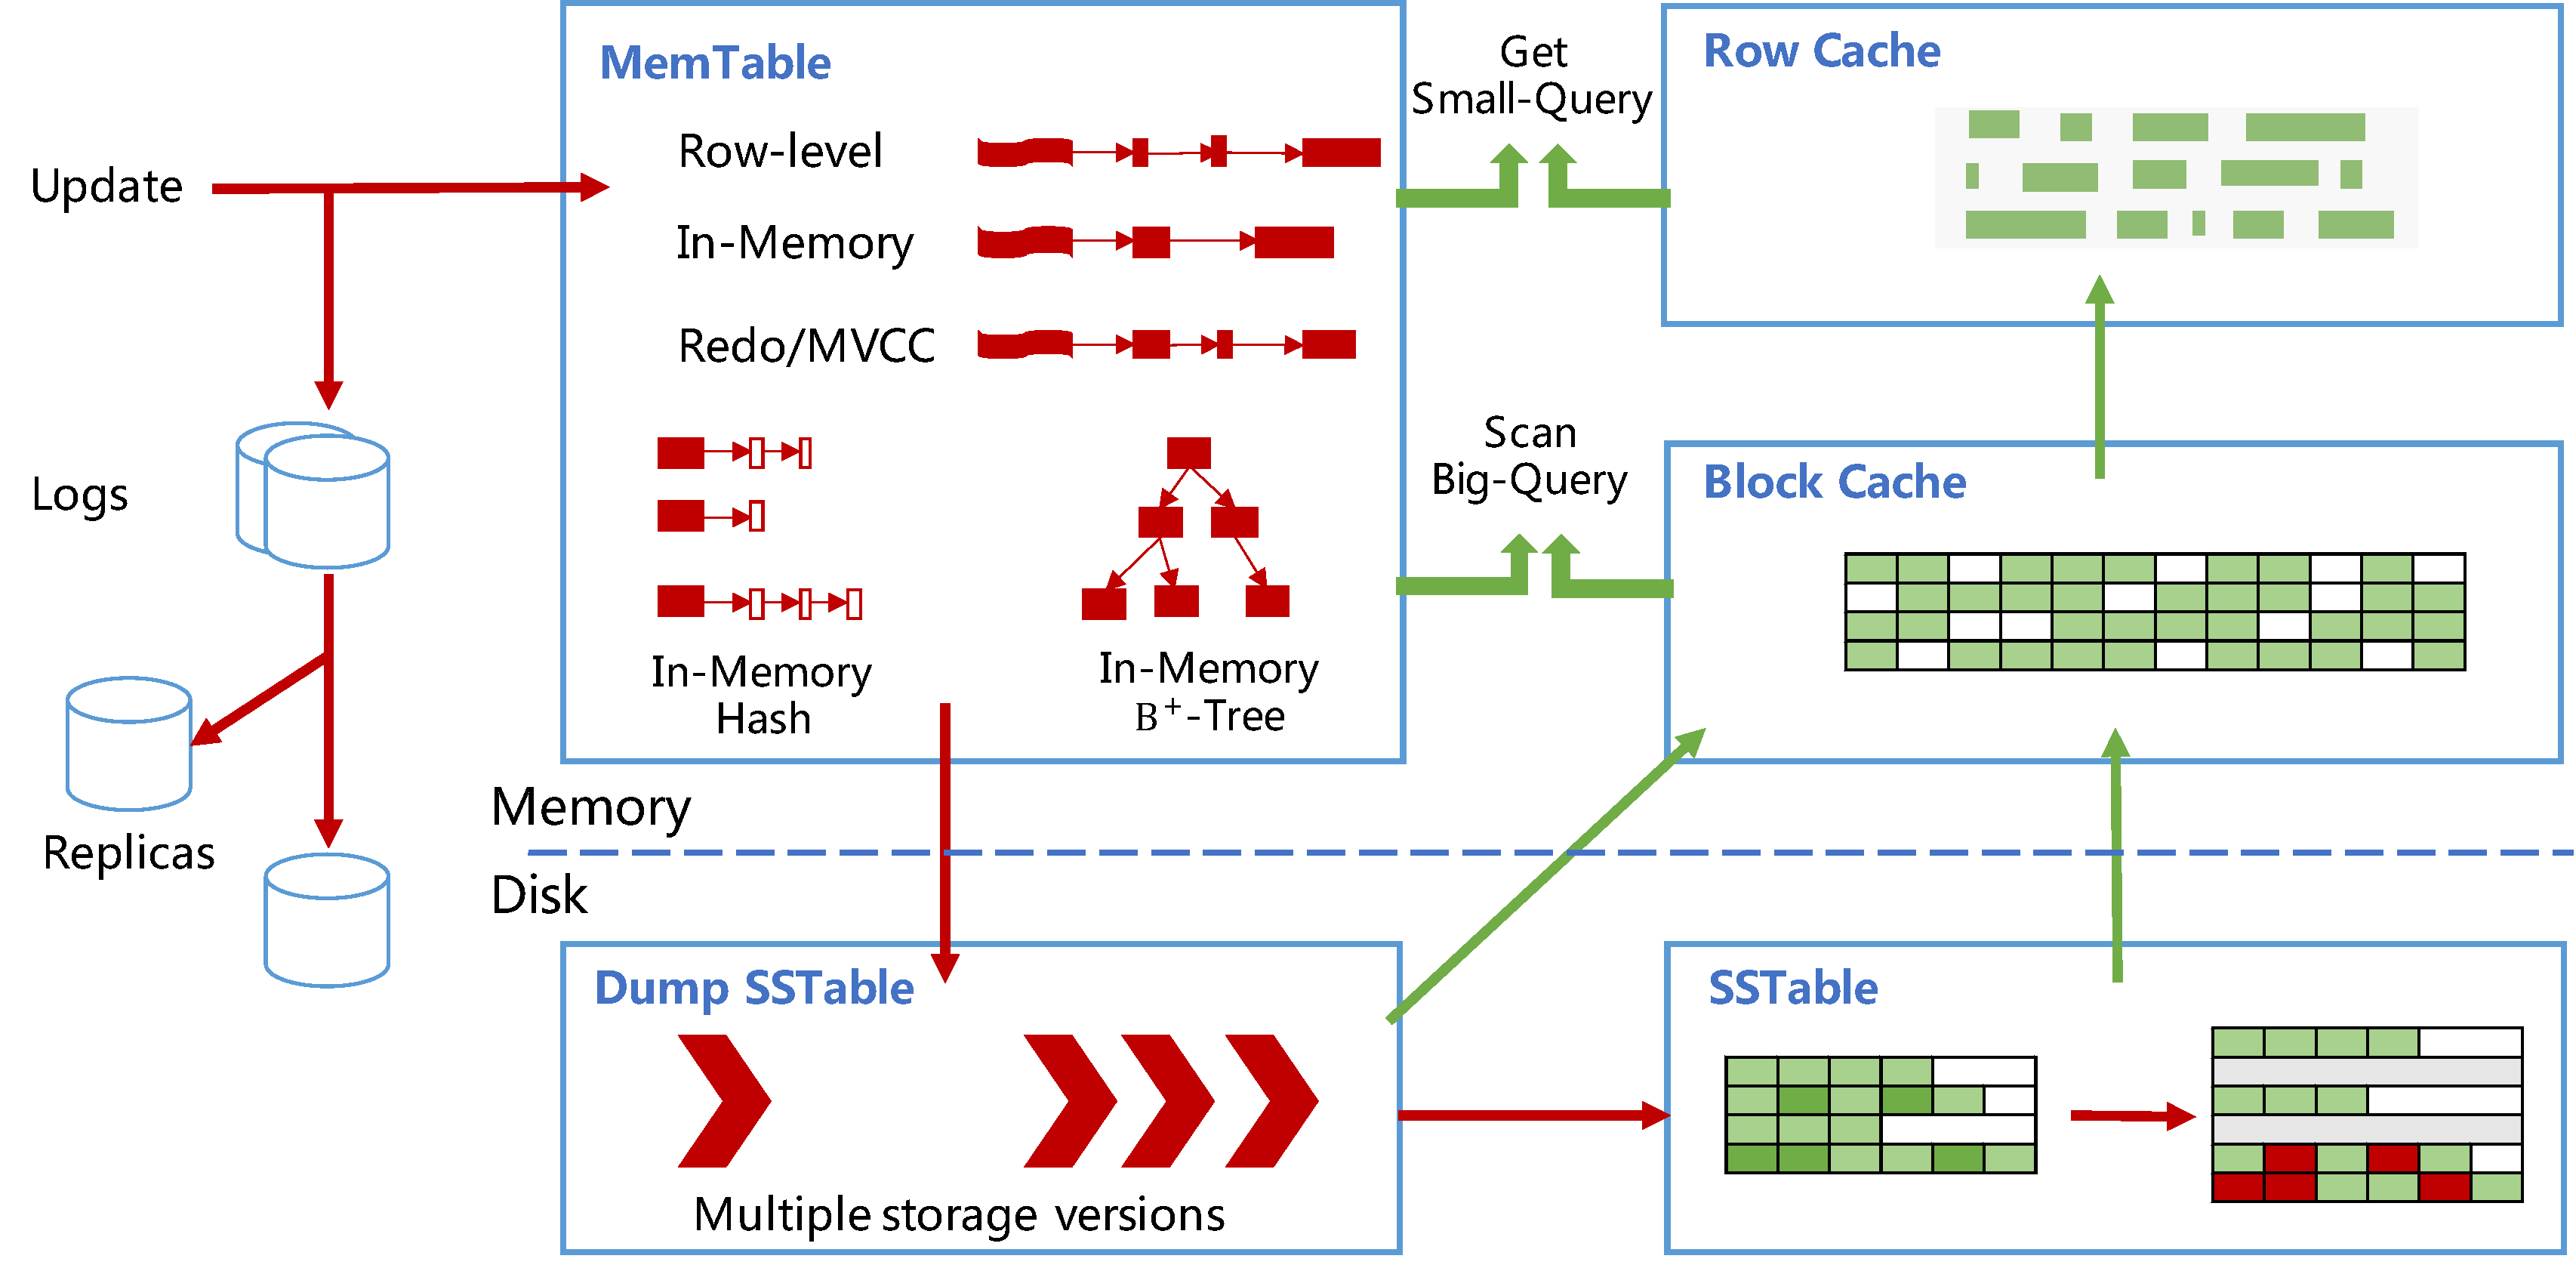 MemTable
Row-level
In-Memory
Redo/MVCC
In-Memory
Hash
In-Memory
B⁺-Tree
Update
Logs
Replicas
Get
Small-Query
Scan
Big-Query
Row Cache
Block Cache
Memory
Disk
Dump SSTable
Multiple storage versions
SSTable